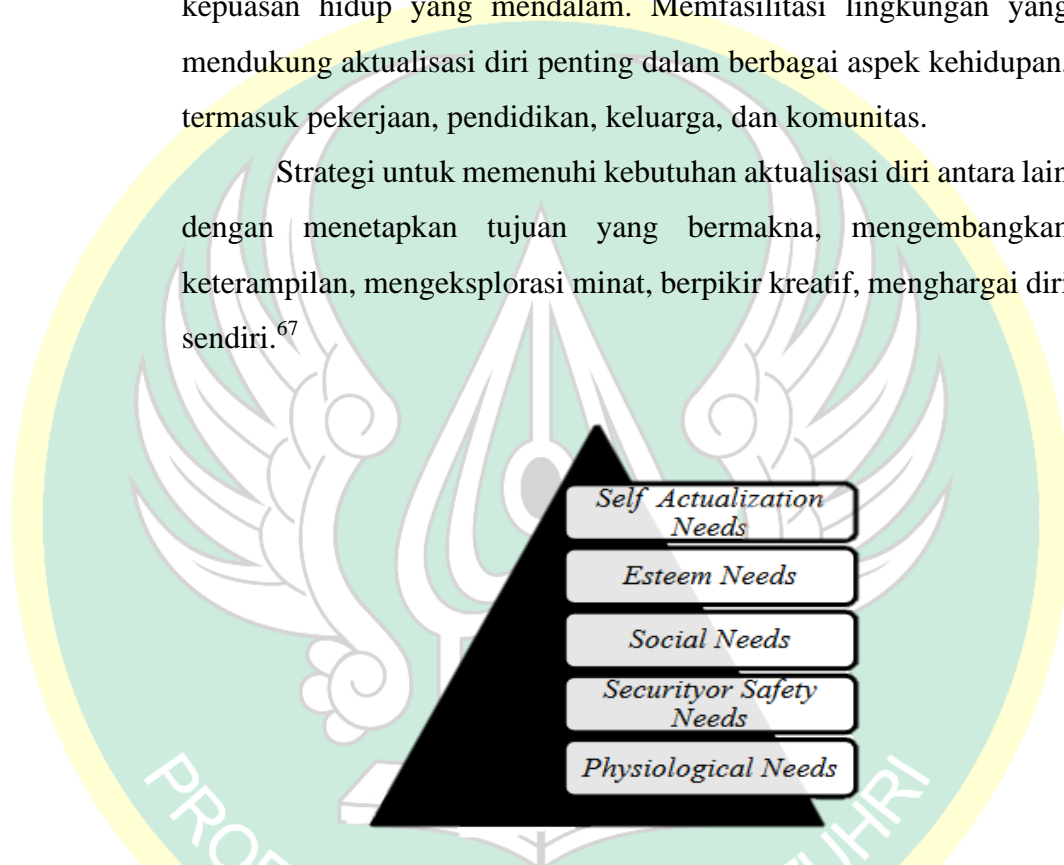 kepuasan hidup yang mendalam. Memfasilitasi lingkungan yang
mendukung aktualisasi diri penting dalam berbagai aspek kehidupan,
termasuk pekerjaan, pendidikan, keluarga, dan komunitas.
Strategi untuk memenuhi kebutuhan aktualisasi diri antara lain
dengan menetapkan tujuan yang bermakna, mengembangkan
keterampilan, mengeksplorasi minat, berpikir kreatif, menghargai diri
sendiri.67
Self Actualization
Needs
Esteem Needs
Social Needs
Securityor Safety
Needs
Physiological Needs